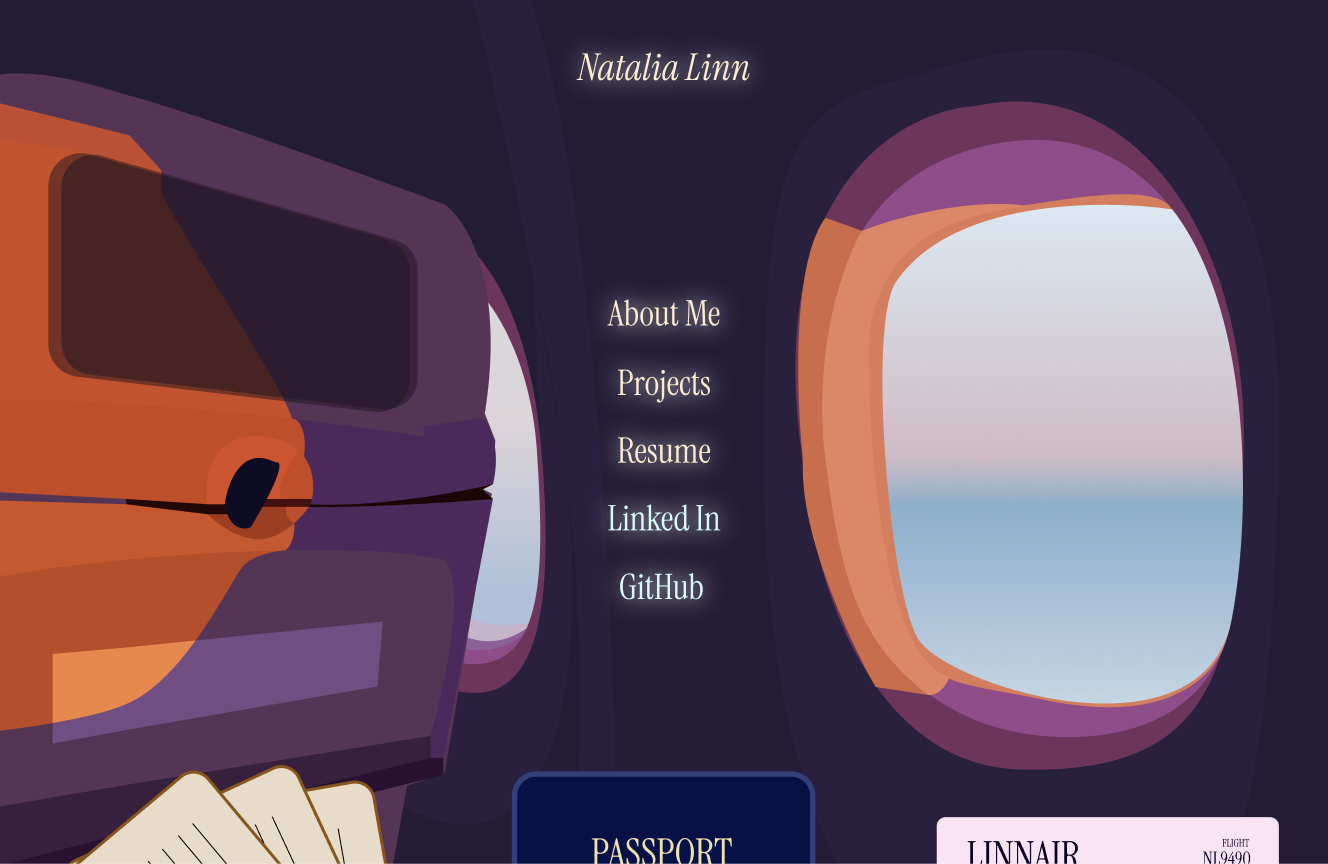 Natalia Linn
About Me
Projects
Resume
Linked In
GitHub
PASSPORT
LINNAIR
FLIGHT
NL9490